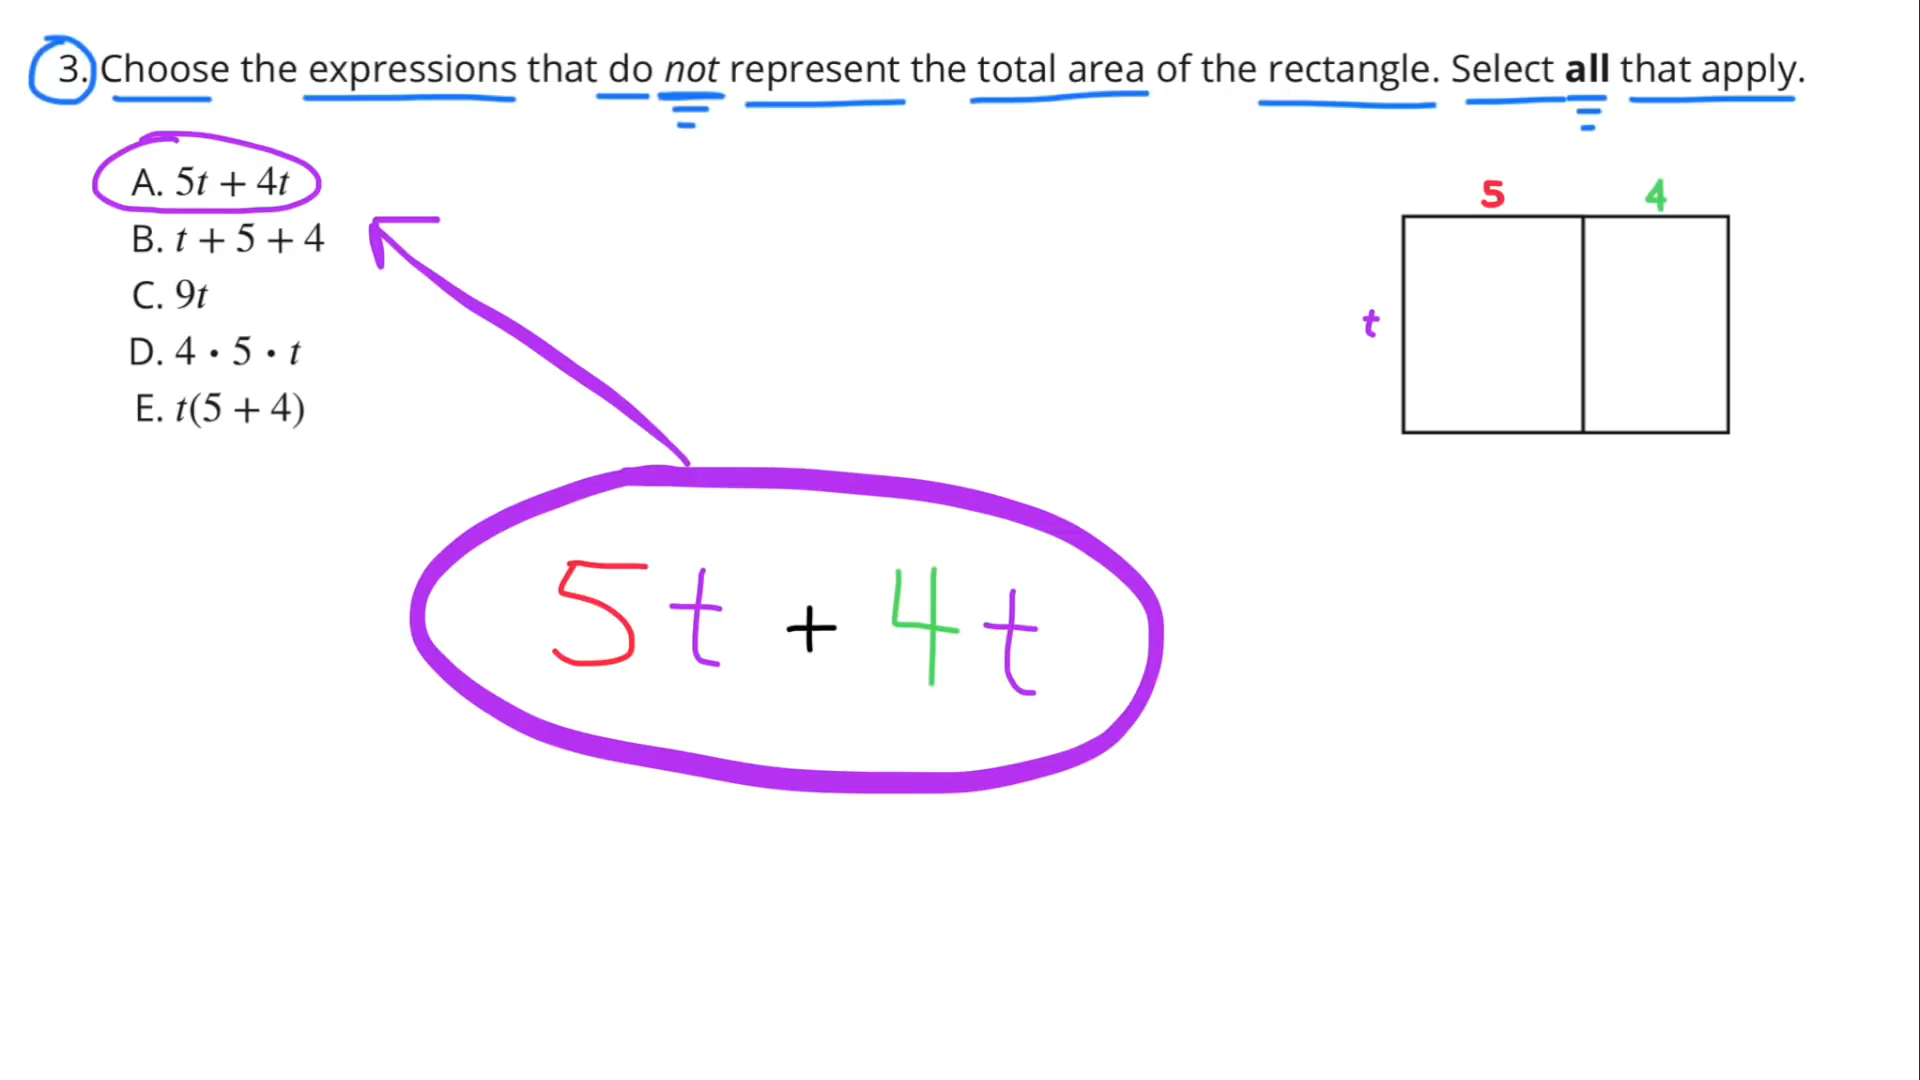 3. Choose the expressions that do not represent the total area of the rectangle. Select all that apply.
A. 5t + 4t
B. t + 5 + 4
C. 9t
D. 4 • 5 • t
E. t(5 + 4)
5 4
t
5t + 4t